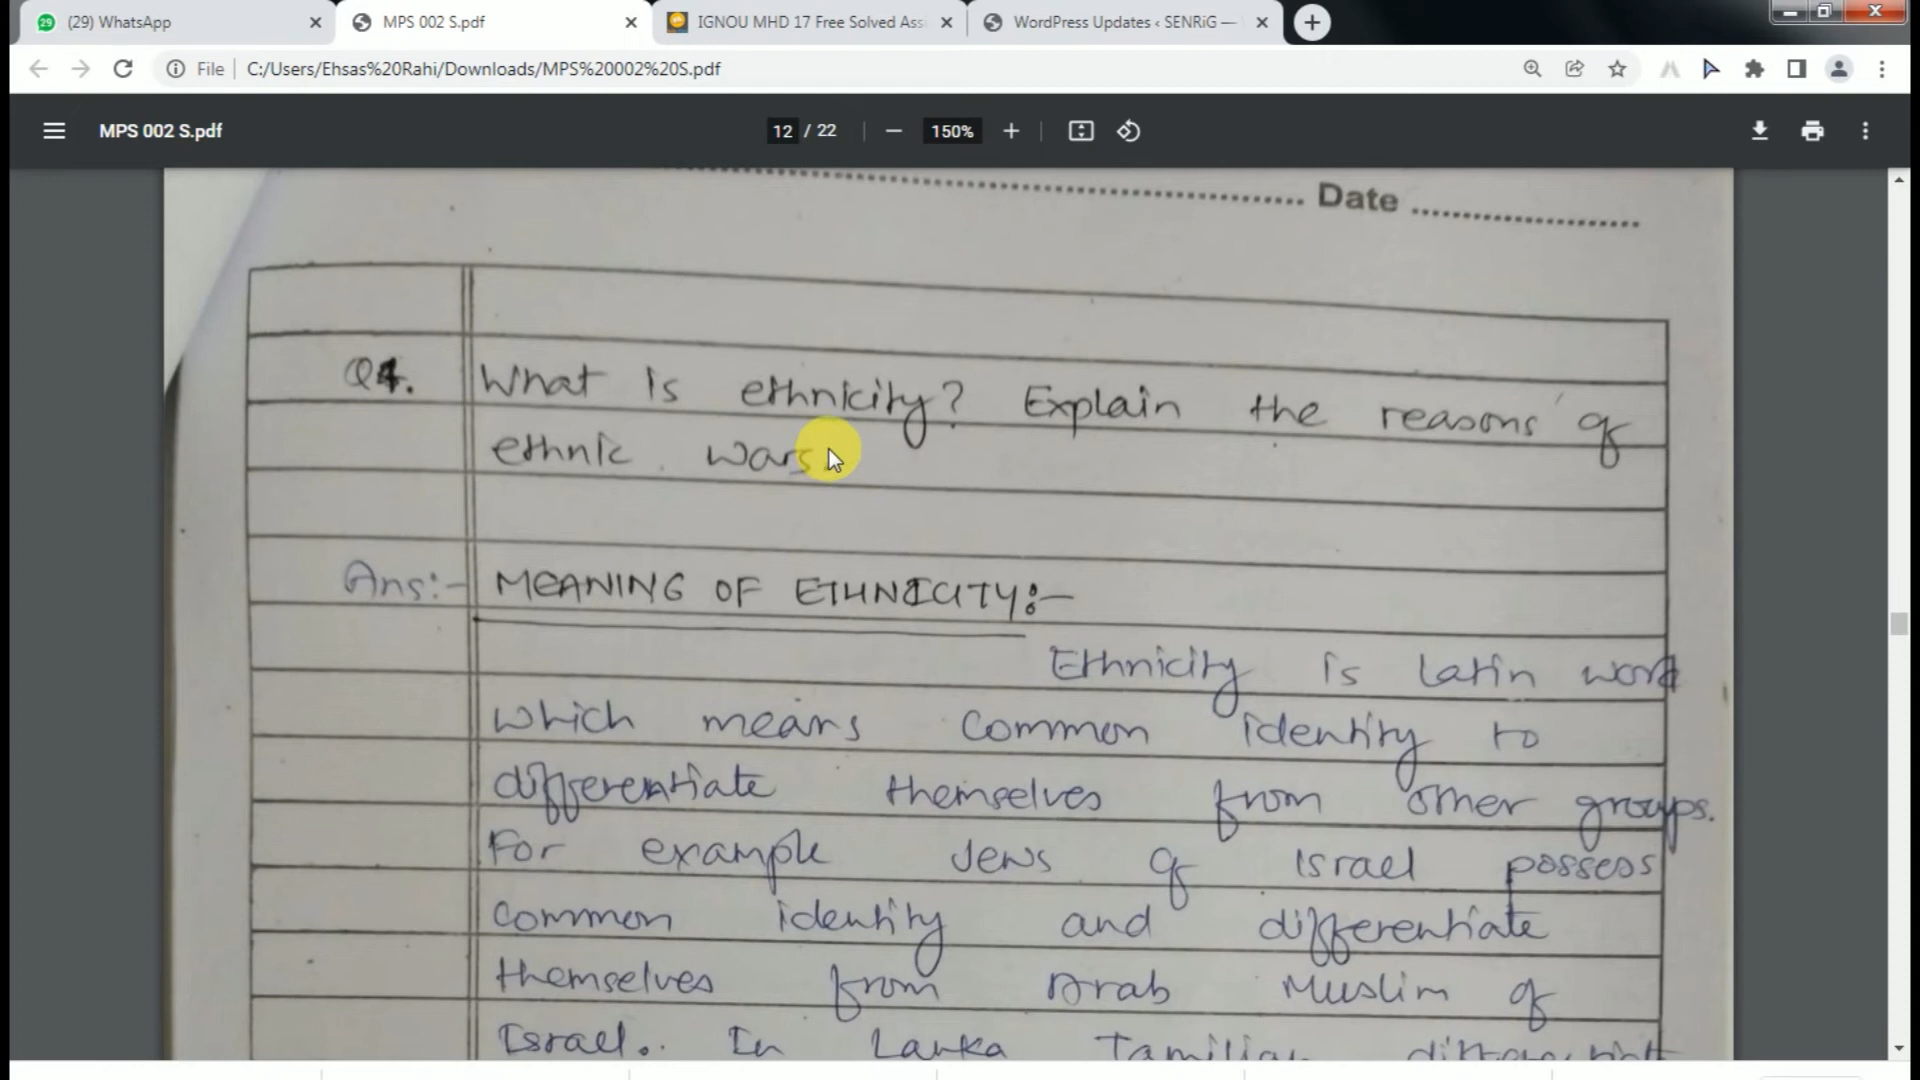 (29) WhatsApp
MPS 002 S.pdf
IGNOU MHD 17 Free Solved Assi
WordPress Updates ‹ SENRiG —
File
C:/Users/Ehsas%20Rahi/Downloads/MPS%20002%20S.pdf
MPS 002 S.pdf
12 / 22
150%
Date
Q4. What is ethnicity? Explain the reasons of
ethnic wars.
Ans:- MEANING OF ETHNICITY:-
Ethnicity is latin word
which means common identity to
differentiate themselves from other groups.
For example Jews of Israel possess
common identity and differentiate
themselves from Arab Muslim of
Israel. In Lanka